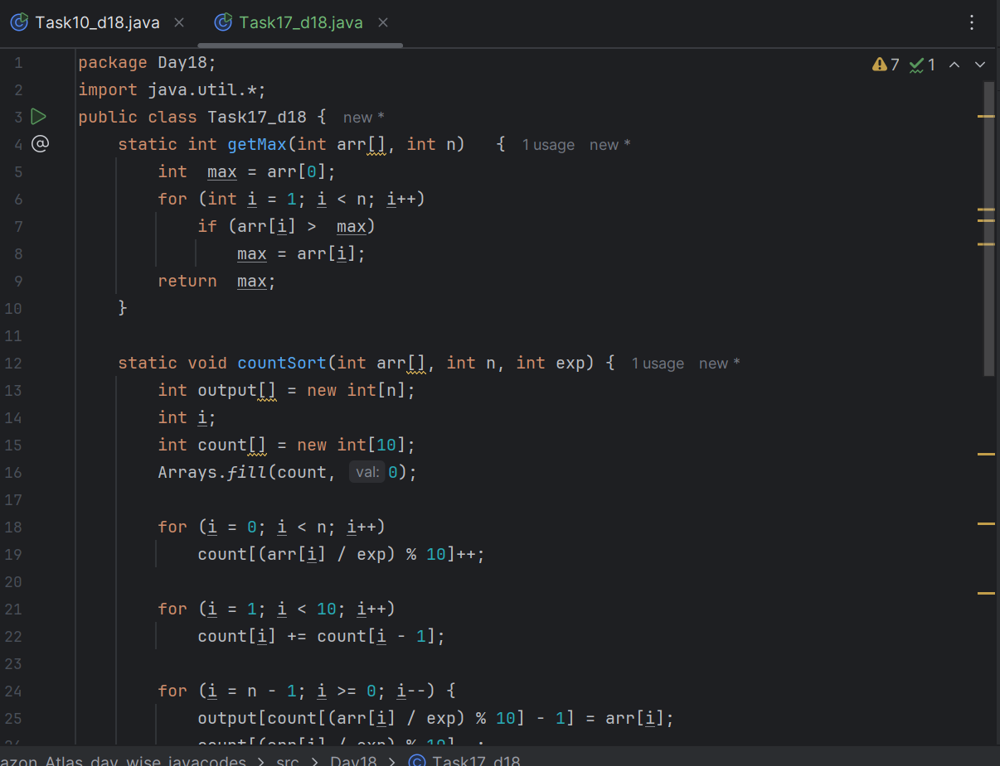 Task10_d18.java Task17_d18.java
7 1
1 package Day18;
2 import java.util.*;
3 public class Task17_d18 { new *
4 @ static int getMax(int arr[], int n) { 1 usage new *
5 int max = arr[0];
6 for (int i = 1; i < n; i++)
7 if (arr[i] > max)
8 max = arr[i];
9 return max;
10 }
11
12 static void countSort(int arr[], int n, int exp) { 1 usage new *
13 int output[] = new int[n];
14 int i;
15 int count[] = new int[10];
16 Arrays.fill(count, val: 0);
17
18 for (i = 0; i < n; i++)
19 count[(arr[i] / exp) % 10]++;
20
21 for (i = 1; i < 10; i++)
22 count[i] += count[i - 1];
23
24 for (i = n - 1; i >= 0; i--) {
25 output[count[(arr[i] / exp) % 10] - 1] = arr[i];
26 count[(arr[i] / exp) % 10]
azon_Atlas_day_wise_javacodes > src > Day18 > Task17_d18